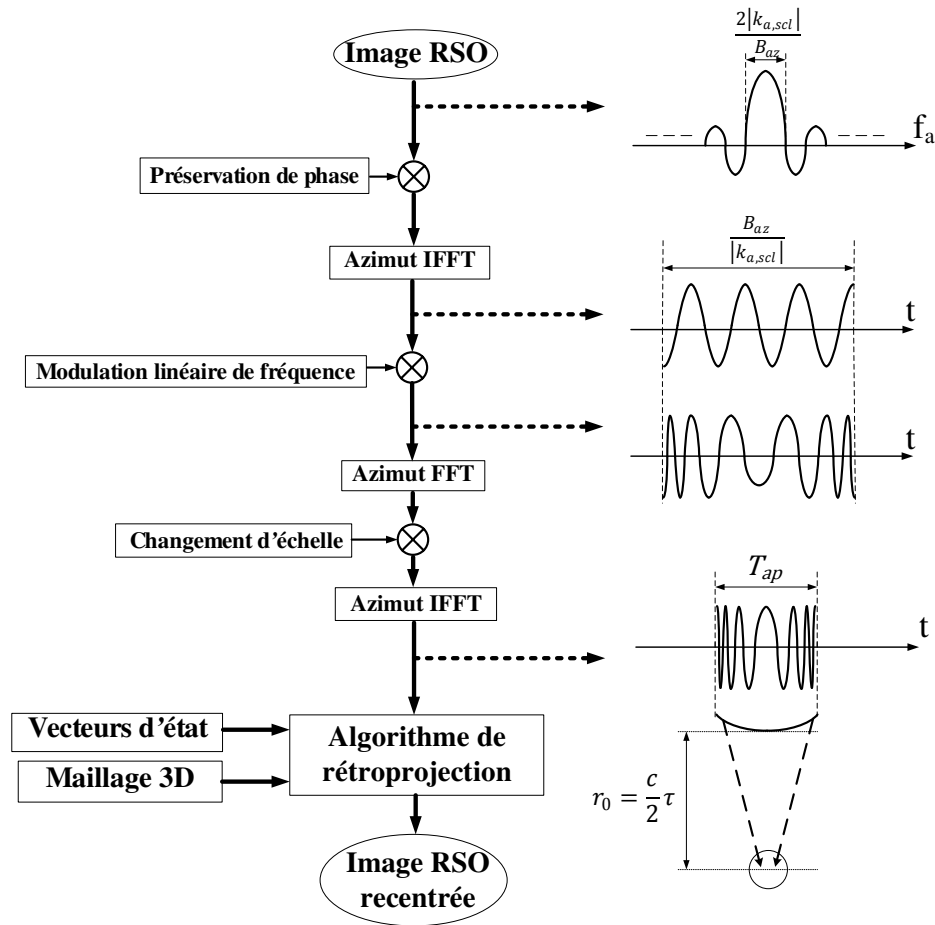 Image RSO
Préservation de phase
Azimut IFFT
Modulation linéaire de fréquence
Azimut FFT
Changement d'échelle
Azimut IFFT
Vecteurs d'état
Maillage 3D
Algorithme de
rétroprojection
Image RSO
recentrée
2|k_{a,scl}|
B_{az}
f_a
B_{az}
|k_{a,scl}|
t
t
T_{ap}
t
r_0 = \frac{c}{2}τ